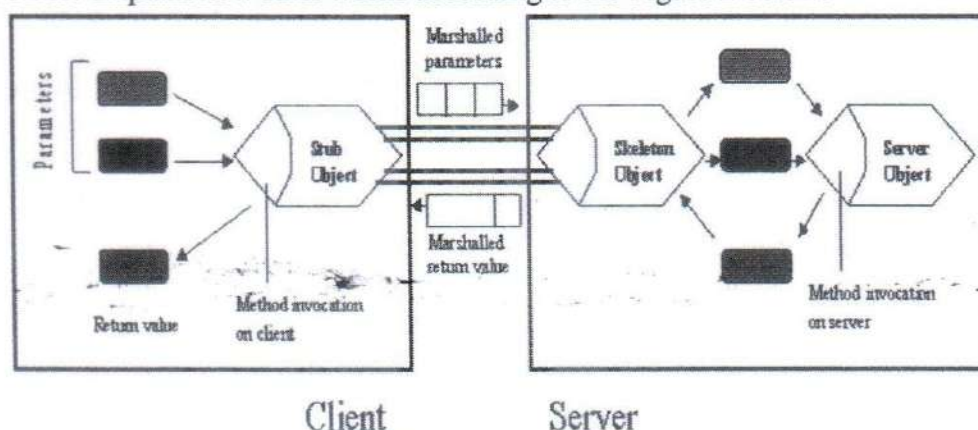 Marshalled
parameters
Parameters
Stub
Object
Skeleton
Object
Server
Object
Marshalled
return value
Return value
Method invocation
on client
Method invocation
on server
Client
Server